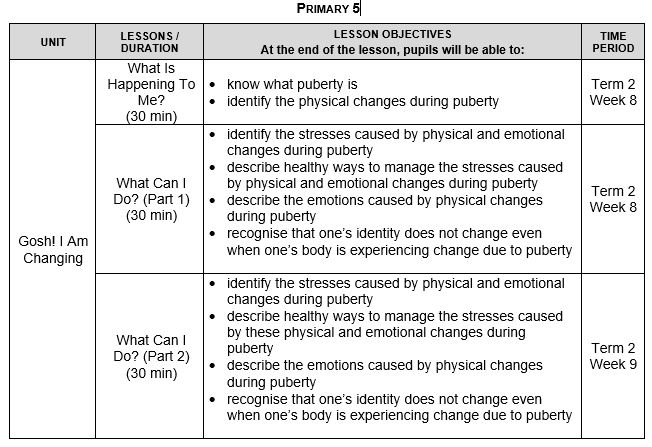 PRIMARY 5
UNIT
LESSONS /
DURATION
LESSON OBJECTIVES
At the end of the lesson, pupils will be able to:
TIME
PERIOD
Gosh! I Am
Changing
What Is
Happening To
Me?
(30 min)
• know what puberty is
• identify the physical changes during puberty
Term 2
Week 8
What Can I
Do? (Part 1)
(30 min)
• identify the stresses caused by physical and emotional
changes during puberty
• describe healthy ways to manage the stresses caused
by physical and emotional changes during puberty
• describe the emotions caused by physical changes
during puberty
• recognise that one’s identity does not change even
when one’s body is experiencing change due to puberty
Term 2
Week 8
What Can I
Do? (Part 2)
(30 min)
• identify the stresses caused by physical and emotional
changes during puberty
• describe healthy ways to manage the stresses caused
by these physical and emotional changes during
puberty
• describe the emotions caused by physical changes
during puberty
• recognise that one’s identity does not change even
when one’s body is experiencing change due to puberty
Term 2
Week 9